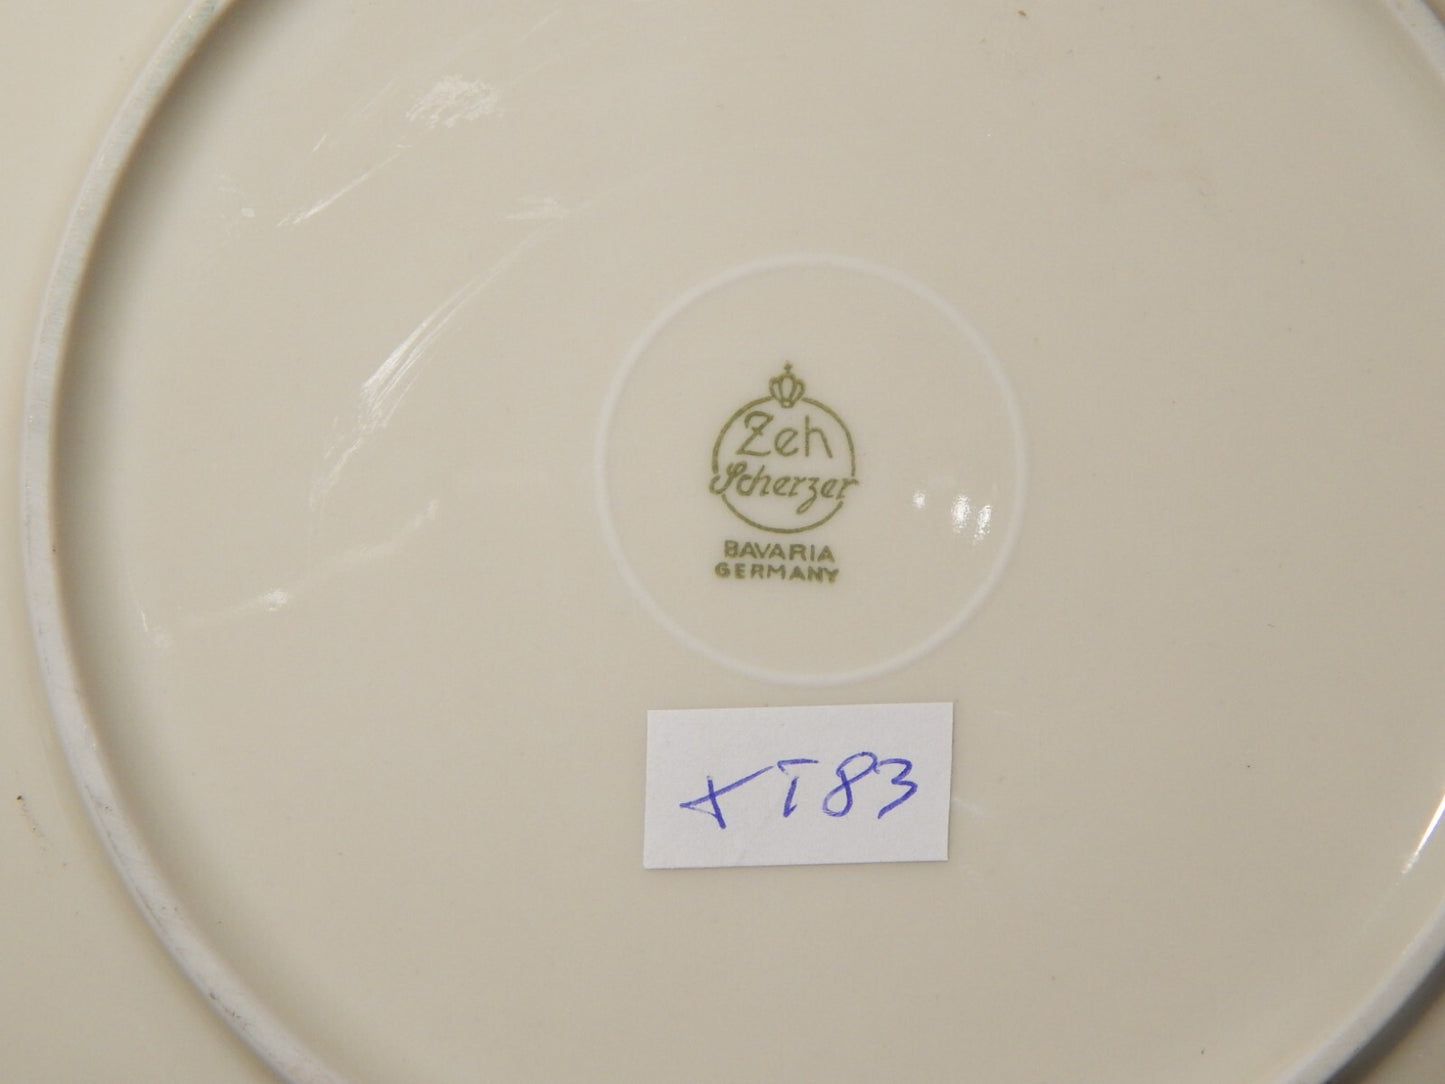 Zeh
Scherzer
BAVARIA
GERMANY
XT83